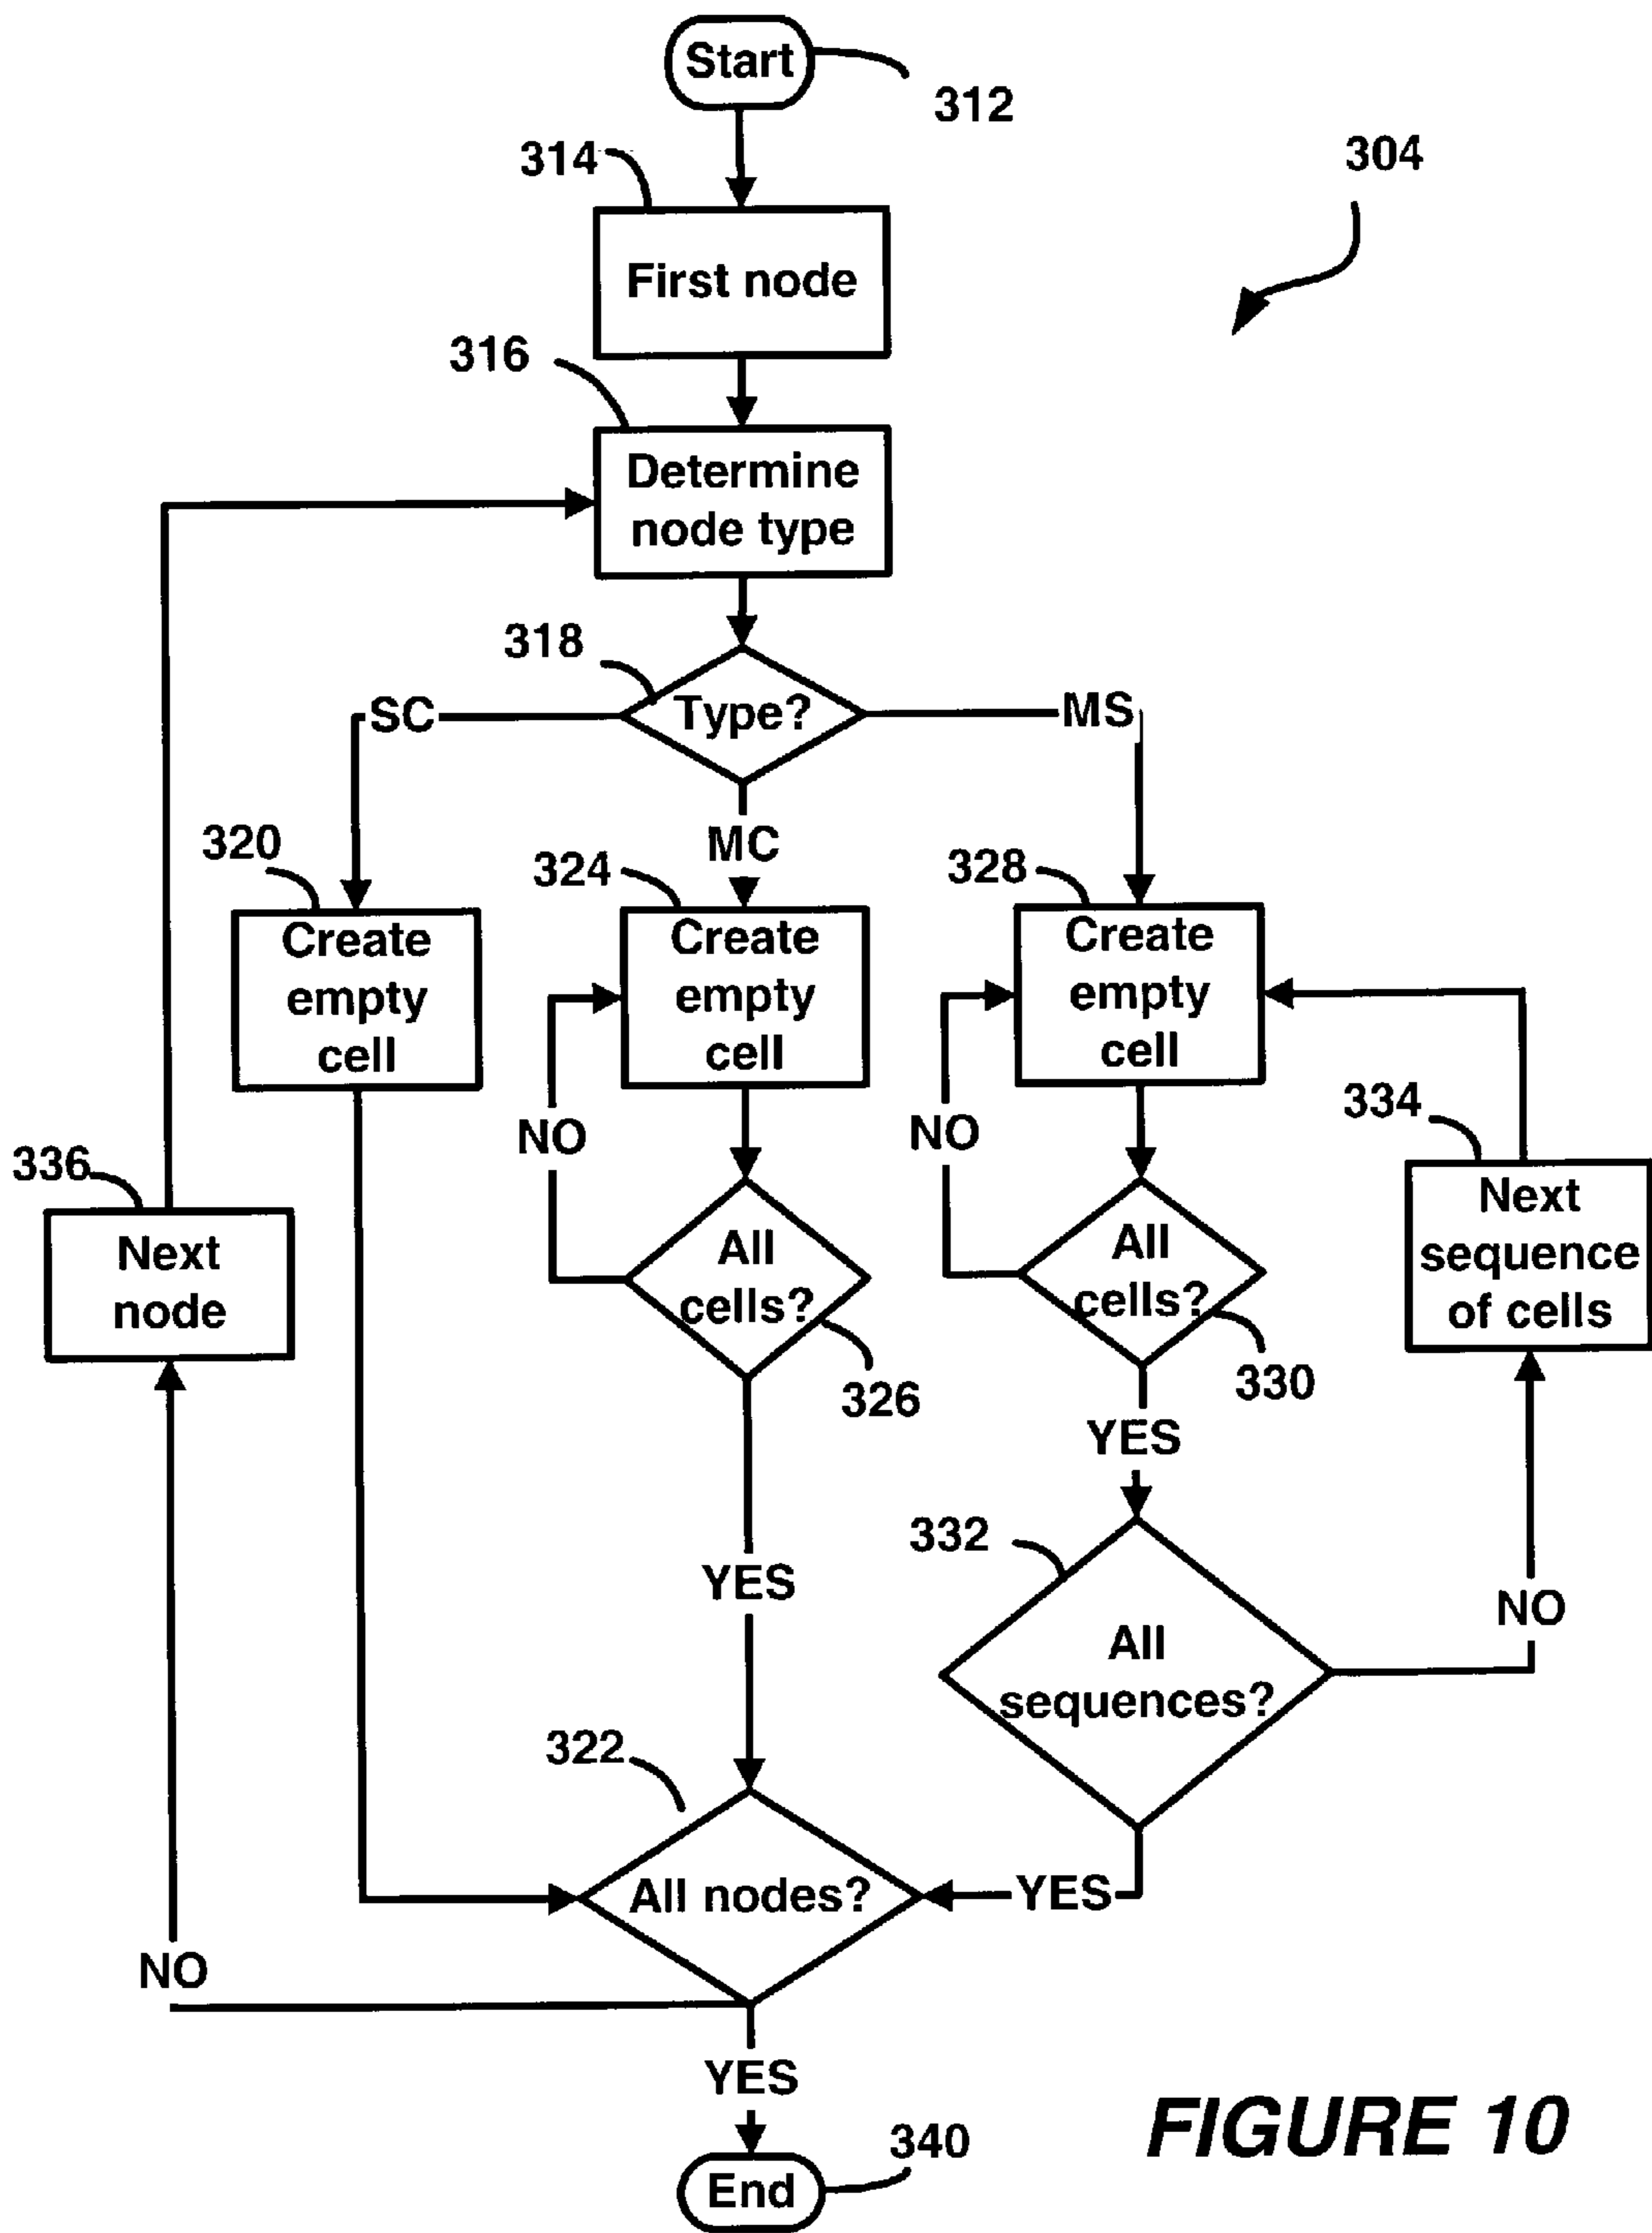 Start
312
314
304
First node
316
Determine
node type
318
SC
Type?
MS
MC
320
324
328
Create
empty
cell
Create
empty
cell
Create
empty
cell
NO
NO
334
336
Next
node
All
cells?
All
cells?
Next
sequence
of cells
326
330
YES
332
YES
NO
All
sequences?
322
All nodes?
YES
NO
YES
340
End
FIGURE 10